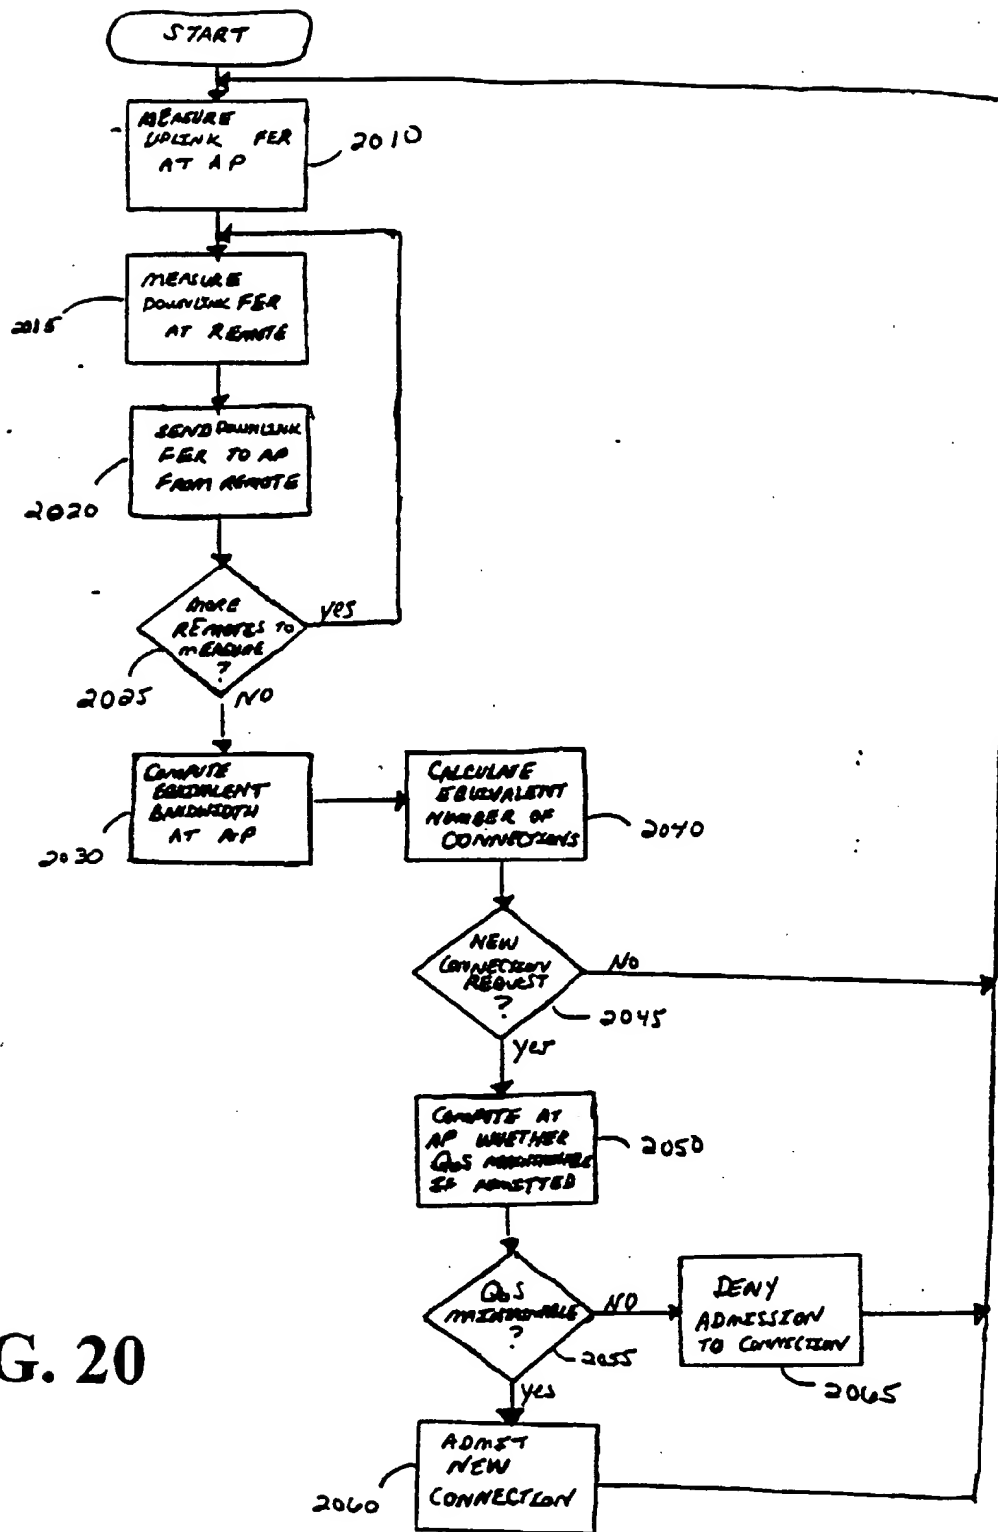 START
MEASURE
UPLINK FER
AT AP
2010
MEASURE
DOWNLINK FER
AT REMOTE
2015
SEND DOWNLINK
FER TO AP
FROM REMOTE
2020
MORE
REMOTES TO
MEASURE
?
yes
2025
NO
COMPUTE
EQUIVALENT
BANDWIDTH
AT AP
2030
CALCULATE
EQUIVALENT
NUMBER OF
CONNECTIONS
2040
NEW
CONNECTION
REQUEST
?
NO
2045
yes
COMPUTE AT
AP WHETHER
QoS MAINTAINABLE
IF ADMITTED
2050
QoS
MAINTAINABLE
?
NO
2055
yes
DENY
ADMISSION
TO CONNECTION
2065
ADMIT
NEW
CONNECTION
2060
G. 20